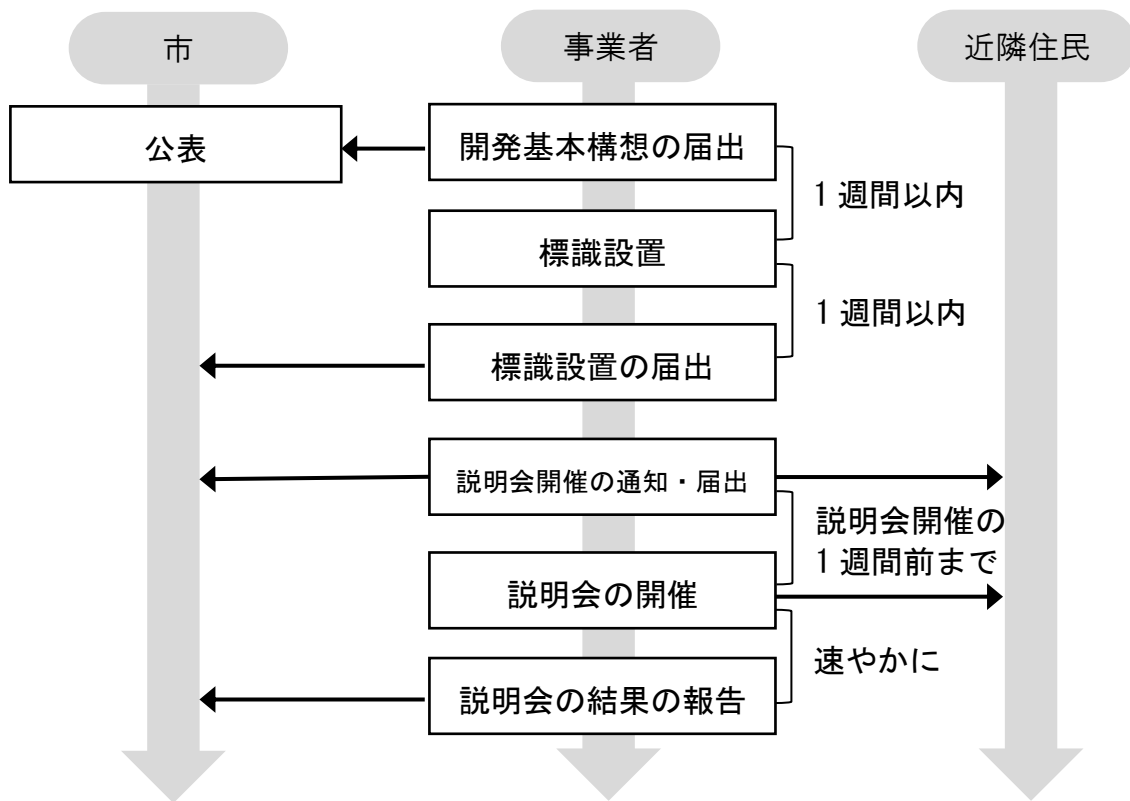 市
事業者
近隣住民
公表
開発基本構想の届出
1週間以内
標識設置
1週間以内
標識設置の届出
説明会開催の通知・届出
説明会開催の
1週間前まで
説明会の開催
速やかに
説明会の結果の報告